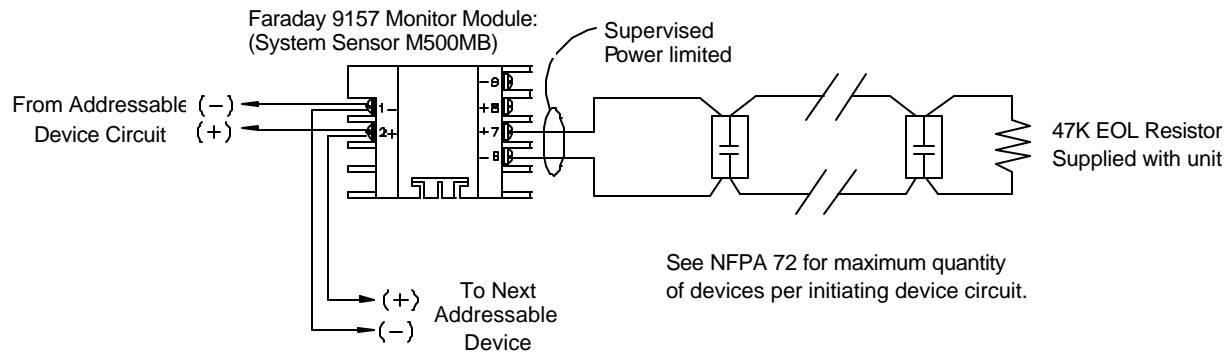 Faraday 9157 Monitor Module:
(System Sensor M500MB)
Supervised
Power limited
From Addressable (-)
Device Circuit (+)
1-
2+
-9
+8
+7
-6
47K EOL Resistor
Supplied with unit
See NFPA 72 for maximum quantity
of devices per initiating device circuit.
(+) To Next
Addressable
(-) Device